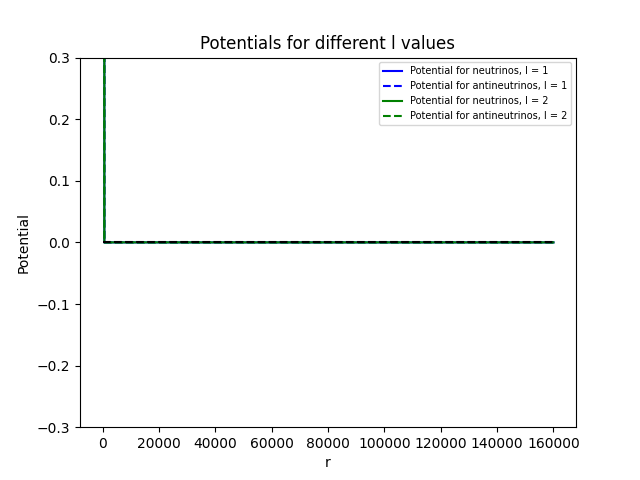 Potentials for different l values
Potential for neutrinos, l = 1
Potential for antineutrinos, l = 1
Potential for neutrinos, l = 2
Potential for antineutrinos, l = 2
0.3
0.2
0.1
0.0
−0.1
−0.2
−0.3
Potential
0 20000 40000 60000 80000 100000 120000 140000 160000
r